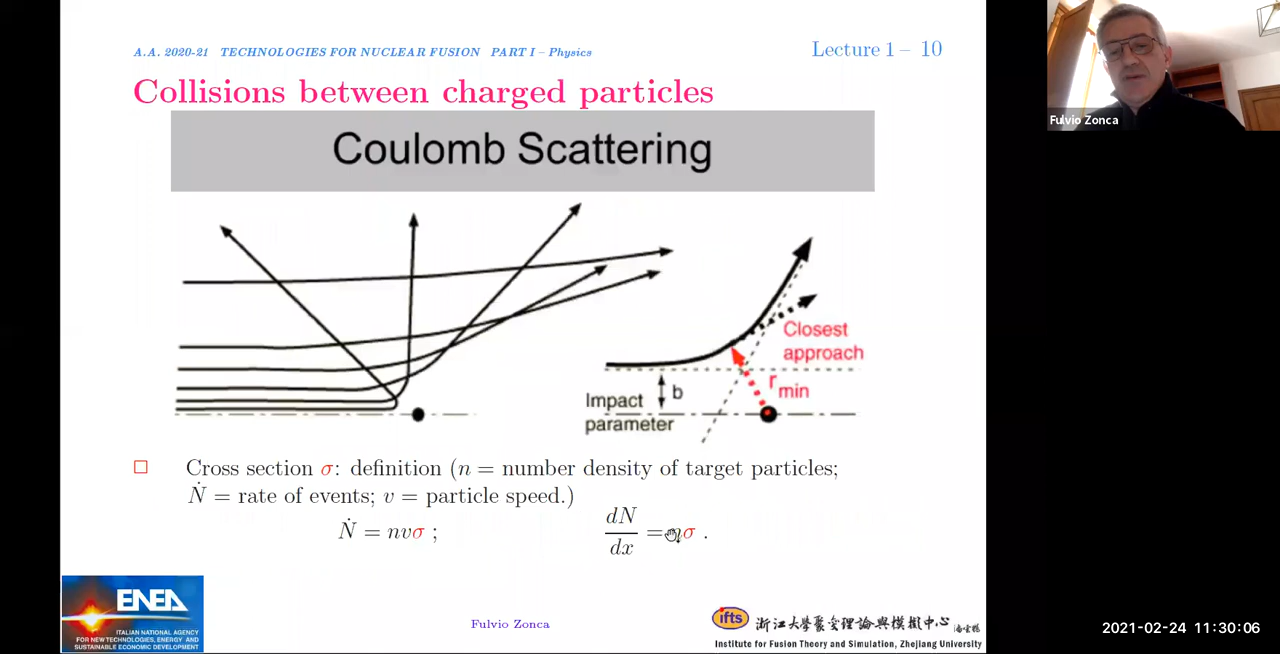 A.A. 2020-21 TECHNOLOGIES FOR NUCLEAR FUSION PART I – Physics
Lecture 1 – 10
Collisions between charged particles
Coulomb Scattering
Closest
approach
r min
b
Impact
parameter
Cross section σ: definition (n = number density of target particles;
Ṅ = rate of events; v = particle speed.)
Ṅ = nvσ ;
dN
dx
= nσ .
ENEA
ITALIAN NATIONAL AGENCY
FOR NEW TECHNOLOGIES, ENERGY AND
SUSTAINABLE ECONOMIC DEVELOPMENT
Fulvio Zonca
ifts
浙江大学聚变理论与模拟中心
Institute for Fusion Theory and Simulation, Zhejiang University
Fulvio Zonca
2021-02-24 11:30:06